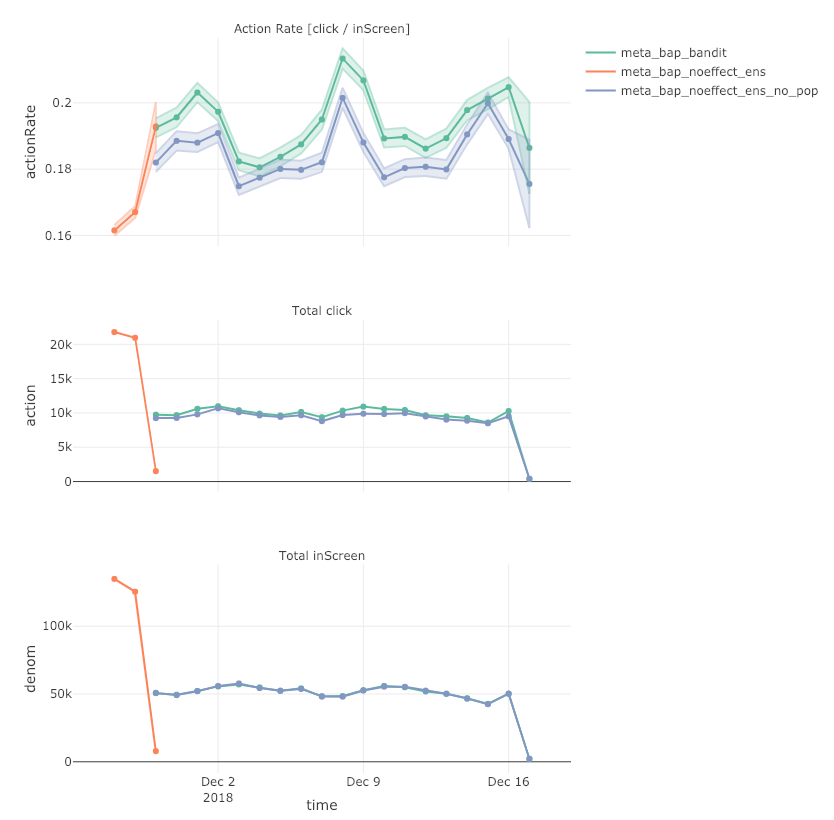 Action Rate [click / inScreen]
meta_bap_bandit
meta_bap_noeffect_ens
meta_bap_noeffect_ens_no_pop
actionRate
0.2
0.18
0.16
Total click
action
20k
15k
10k
5k
0
Total inScreen
denom
100k
50k
0
Dec 2
2018
Dec 9
Dec 16
time